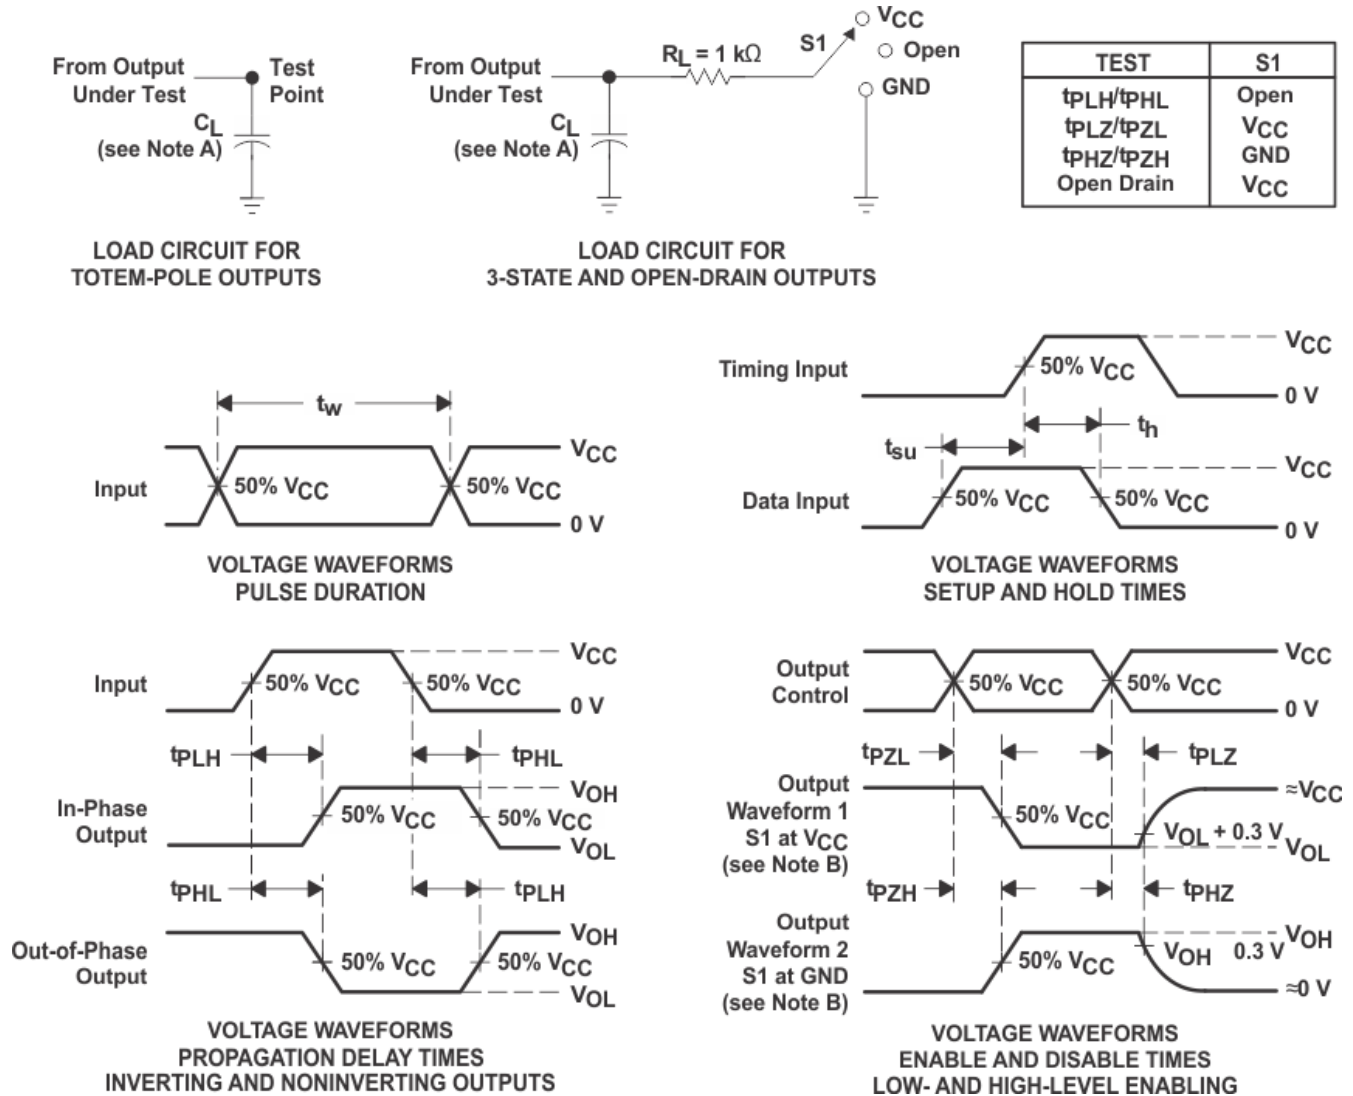 From Output
Under Test
Test
Point
CL
(see Note A)
LOAD CIRCUIT FOR
TOTEM-POLE OUTPUTS
From Output
Under Test
CL
(see Note A)
RL = 1 kΩ
S1
VCC
Open
GND
LOAD CIRCUIT FOR
3-STATE AND OPEN-DRAIN OUTPUTS
TEST S1
tPLH/tPHL Open
tPLZ/tPZL VCC
tPHZ/tPZH GND
Open Drain VCC
tw
Input
50% VCC
50% VCC
VCC
0 V
VOLTAGE WAVEFORMS
PULSE DURATION
Timing Input
50% VCC
VCC
0 V
tsu
th
Data Input
50% VCC
50% VCC
VCC
0 V
VOLTAGE WAVEFORMS
SETUP AND HOLD TIMES
Input
50% VCC
50% VCC
VCC
0 V
tPLH
tPHL
In-Phase
Output
50% VCC
50% VCC
VOH
VOL
tPHL
tPLH
Out-of-Phase
Output
50% VCC
50% VCC
VOH
VOL
VOLTAGE WAVEFORMS
PROPAGATION DELAY TIMES
INVERTING AND NONINVERTING OUTPUTS
Output
Control
50% VCC
50% VCC
VCC
0 V
tPZL
tPLZ
Output
Waveform 1
S1 at VCC
(see Note B)
50% VCC
VOL + 0.3 V
≈VCC
VOL
tPZH
tPHZ
Output
Waveform 2
S1 at GND
(see Note B)
50% VCC
VOH 0.3 V
VOH
≈0 V
VOLTAGE WAVEFORMS
ENABLE AND DISABLE TIMES
LOW- AND HIGH-LEVEL ENABLING